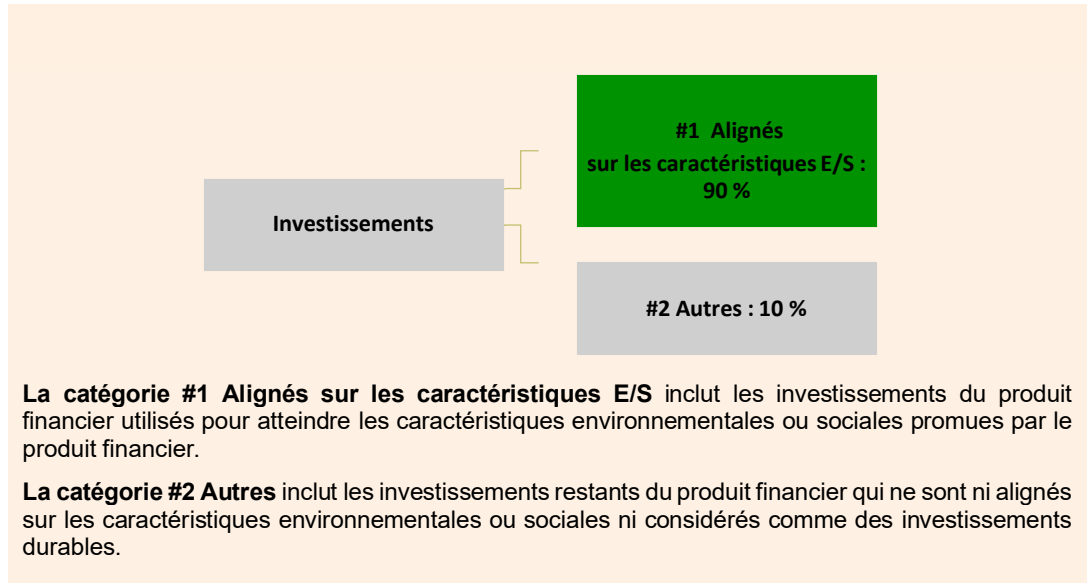 #1 Alignés
sur les caractéristiques E/S :
90 %
Investissements
#2 Autres : 10 %
La catégorie #1 Alignés sur les caractéristiques E/S inclut les investissements du produit
financier utilisés pour atteindre les caractéristiques environnementales ou sociales promues par le
produit financier.
La catégorie #2 Autres inclut les investissements restants du produit financier qui ne sont ni alignés
sur les caractéristiques environnementales ou sociales ni considérés comme des investissements
durables.